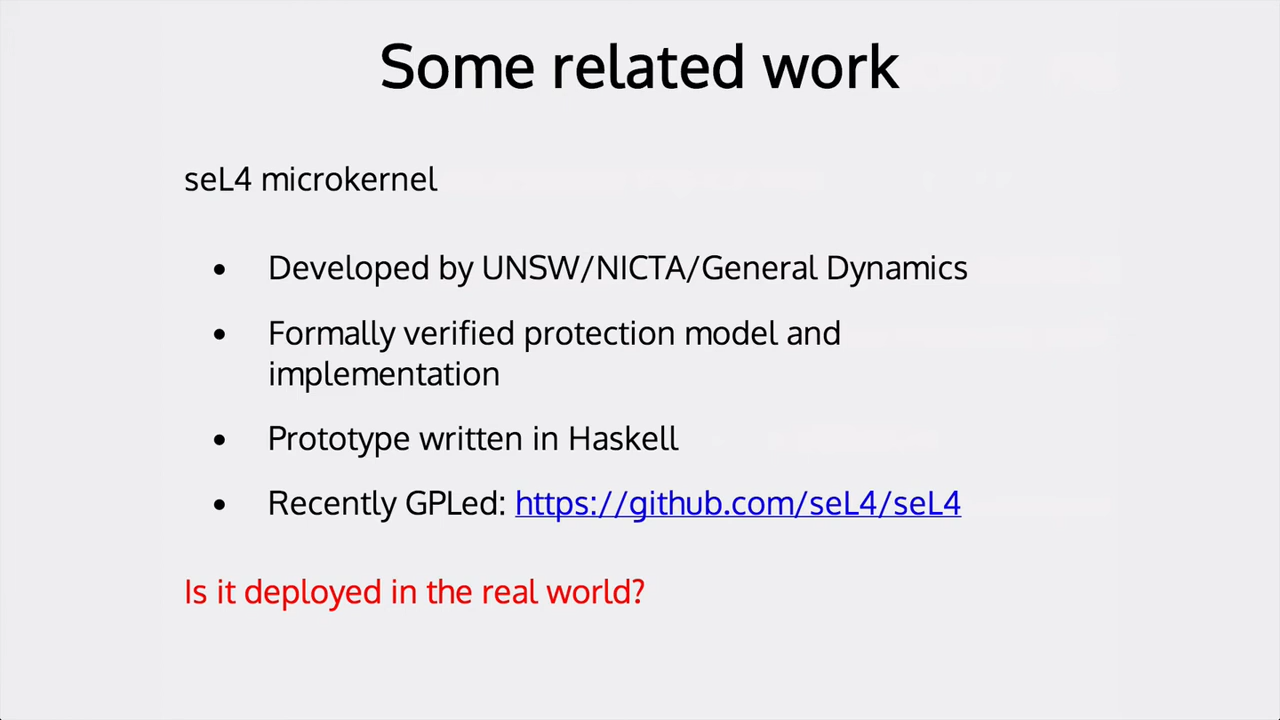 Some related work
seL4 microkernel
• Developed by UNSW/NICTA/General Dynamics
• Formally verified protection model and
implementation
• Prototype written in Haskell
• Recently GPLed: https://github.com/seL4/seL4
Is it deployed in the real world?